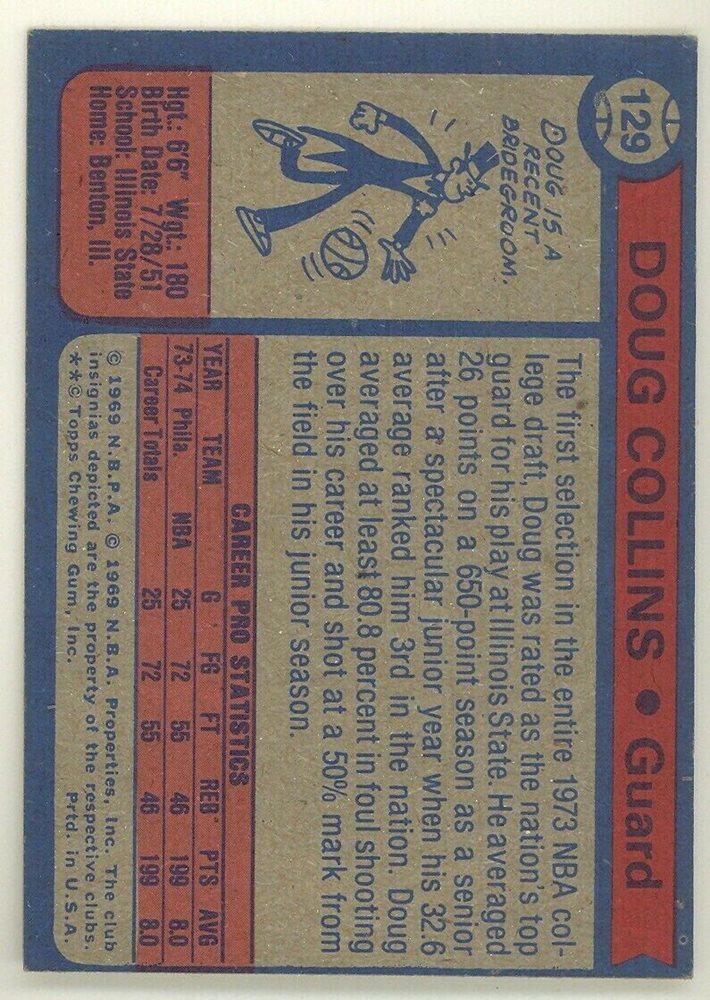 129
DOUG COLLINS • Guard
DOUG IS A
RECENT
BRIDEGROOM.
Hgt.: 6'6" Wgt.: 180
Birth Date: 7/28/51
School: Illinois State
Home: Benton, Ill.
The first selection in the entire 1973 NBA col-
lege draft, Doug was rated as the nation's top
guard for his play at Illinois State. He averaged
26 points on a 650-point season as a senior
after a spectacular junior year when his 32.6
average ranked him 3rd in the nation. Doug
averaged at least 80.8 percent in foul shooting
over his career and shot at a 50% mark from
the field in his junior season.
CAREER PRO STATISTICS
YEAR TEAM G FG FT REB PTS AVG
73-74 Phila. NBA 25 72 55 46 199 8.0
Career Totals 25 72 55 46 199 8.0
© 1969 N.B.P.A. © 1969 N.B.A. Properties, Inc. The club
insignias depicted are the property of the respective clubs.
**© Topps Chewing Gum, Inc. Prtd. in U.S.A.